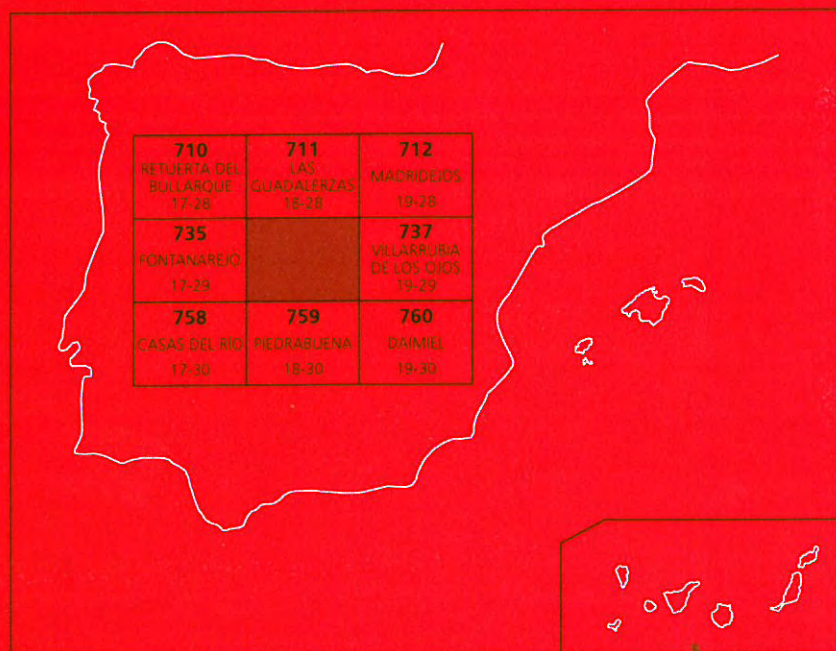 710
RETUERTA DEL
BULLARQUE
17-28
711
LAS
GUADALERZAS
18-28
712
MADRIDEJOS
19-28
735
FONTANAREJO
17-29
737
VILLARRUBIA
DE LOS OJOS
19-29
758
CASAS DEL RÍO
17-30
759
PIEDRABUENA
18-30
760
DAIMIEL
19-30